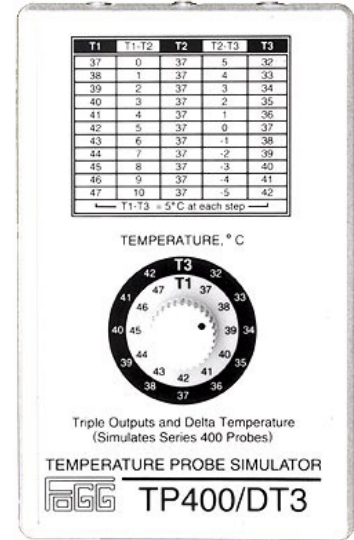 T1 T1-T2 T2 T2-T3 T3
37 0 37 5 32
38 1 37 4 33
39 2 37 3 34
40 3 37 2 35
41 4 37 1 36
42 5 37 0 37
43 6 37 -1 38
44 7 37 -2 39
45 8 37 -3 40
46 9 37 -4 41
47 10 37 -5 42
T1-T3 = 5°C at each step
TEMPERATURE, °C
T3 32 33 34 35 36 37 38 39 40 41 42
T1 37 38 39 40 41 42 43 44 45 46 47
Triple Outputs and Delta Temperature
(Simulates Series 400 Probes)
TEMPERATURE PROBE SIMULATOR
FOGG TP400/DT3